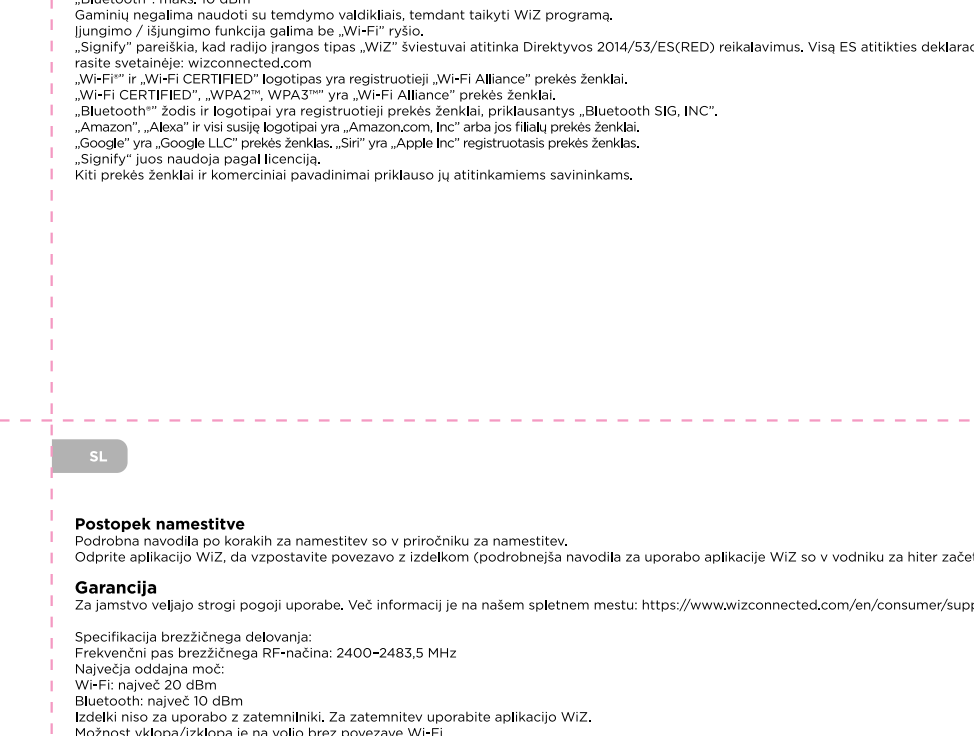 „Bluetooth“: maks. 10 dBm
Gaminių negalima naudoti su temdymo valdikliais, temdant taikyti WiZ programą.
Įjungimo / išjungimo funkcija galima be „Wi-Fi” ryšio.
„Signify” pareiškia, kad radijo įrangos tipas „WiZ” šviestuvai atitinka Direktyvos 2014/53/ES(RED) reikalavimus. Visą ES atitikties
rasite svetainėje: wizconnected.com
„Wi-Fi®” ir „Wi-Fi CERTIFIED” logotipas yra registruotieji „Wi-Fi Alliance” prekės ženklai.
„Wi-Fi CERTIFIED”, „WPA2™, WPA3™” yra „Wi-Fi Alliance” prekės ženklai.
„Bluetooth®” žodis ir logotipai yra registruotieji prekės ženklai, priklausantys „Bluetooth SIG, INC”.
„Amazon”, „Alexa” ir visi susiję logotipai yra „Amazon.com, Inc” arba jos filialų prekės ženklai.
„Google” yra „Google LLC” prekės ženklas. „Siri” yra „Apple Inc” registruotasis prekės ženklas.
„Signify“ juos naudoja pagal licenciją.
Kiti prekės ženklai ir komerciniai pavadinimai priklauso jų atitinkamiems savininkams.
SL
Postopek namestitve
Podrobna navodila po korakih za namestitev so v priročniku za namestitev.
Odprite aplikacijo WiZ, da vzpostavite povezavo z izdelkom (podrobnejša navodila za uporabo aplikacije WiZ so v vodniku za hiter
Garancija
Za jamstvo veljajo strogi pogoji uporabe. Več informacij je na našem spletnem mestu: https://www.wizconnected.com/en/consumer/supp
Specifikacija brezžičnega delovanja:
Frekvenčni pas brezžičnega RF-načina: 2400–2483,5 MHz
Največja oddajna moč:
Wi-Fi: največ 20 dBm
Bluetooth: največ 10 dBm
Izdelki niso za uporabo z zatemnilniki. Za zatemnitev uporabite aplikacijo WiZ.
Možnost vklopa/izklopa je na voljo brez povezave Wi-Fi.